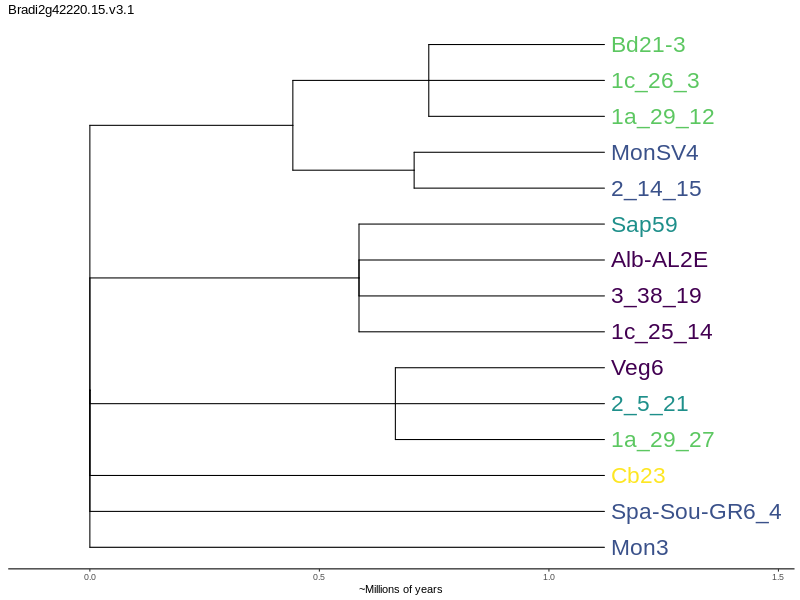 Bradi2g42220.15.v3.1
Bd21-3
1c_26_3
1a_29_12
MonSV4
2_14_15
Sap59
Alb-AL2E
3_38_19
1c_25_14
Veg6
2_5_21
1a_29_27
Cb23
Spa-Sou-GR6_4
Mon3
0.0 0.5 1.0 1.5
~Millions of years